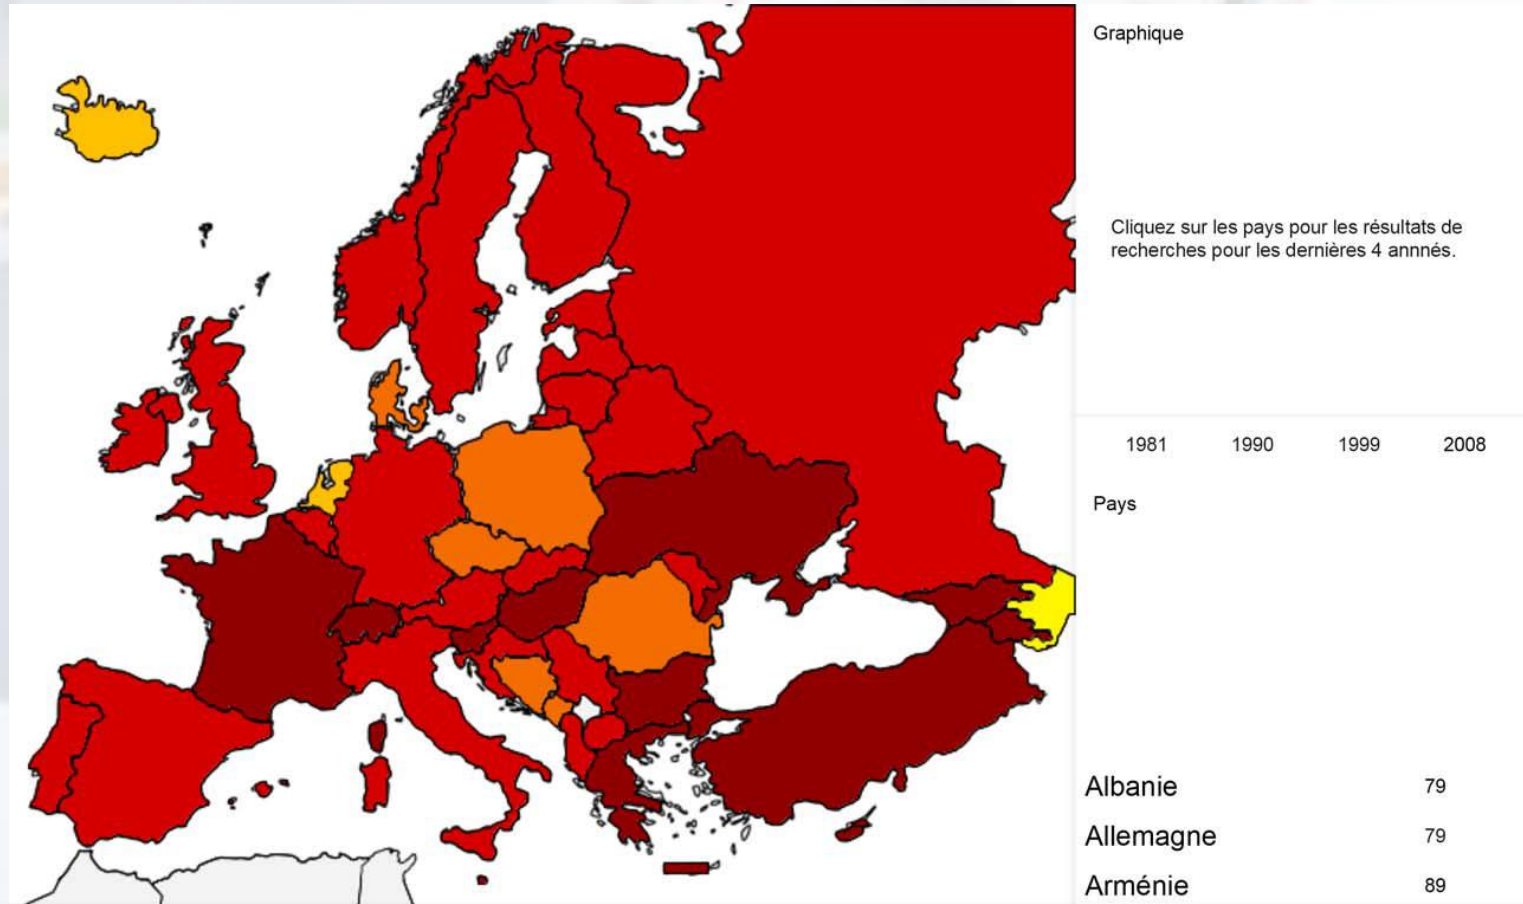 Graphique
Cliquez sur les pays pour les résultats de
recherches pour les dernières 4 annnés.
1981 1990 1999 2008
Pays
Albanie 79
Allemagne 79
Arménie 89